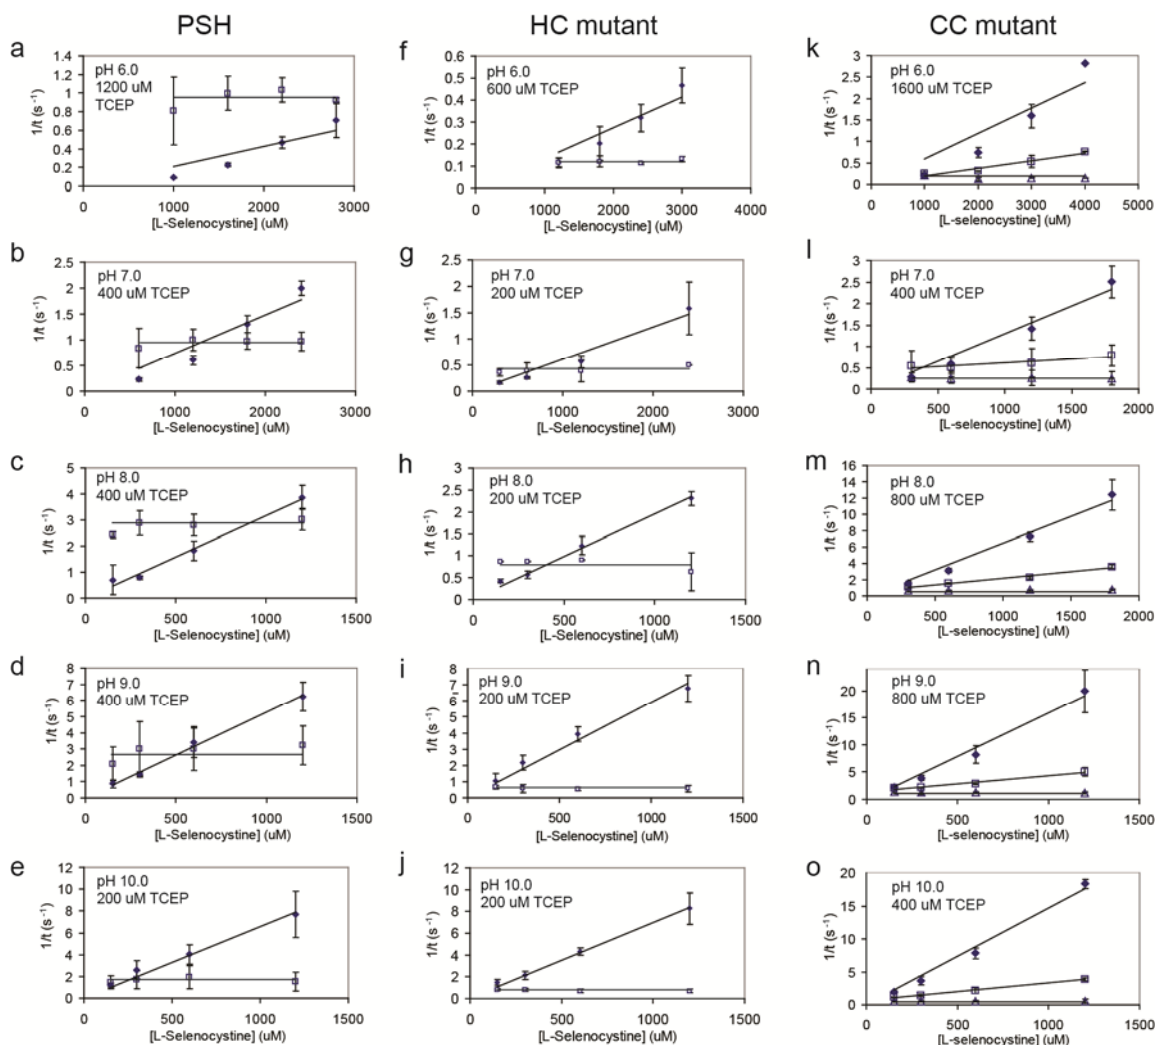 PSH
HC mutant
CC mutant
a
pH 6.0
1200 uM
TCEP
1/t (s⁻¹)
1.4
1.2
1
0.8
0.6
0.4
0.2
0
0 1000 2000 3000
[L-Selenocystine] (uM)
f
pH 6.0
600 uM TCEP
1/t (s⁻¹)
0.6
0.5
0.4
0.3
0.2
0.1
0
0 1000 2000 3000 4000
[L-Selenocystine] (uM)
k
pH 6.0
1600 uM TCEP
1/t (s⁻¹)
3
2.5
2
1.5
1
0.5
0
0 1000 2000 3000 4000 5000
[L-Selenocystine] (uM)
b
pH 7.0
400 uM TCEP
1/t (s⁻¹)
2.5
2
1.5
1
0.5
0
0 1000 2000 3000
[L-Selenocystine] (uM)
g
pH 7.0
200 uM TCEP
1/t (s⁻¹)
2.5
2
1.5
1
0.5
0
0 1000 2000 3000
[L-Selenocystine] (uM)
l
pH 7.0
400 uM TCEP
1/t (s⁻¹)
3
2.5
2
1.5
1
0.5
0
0 500 1000 1500 2000
[L-selenocystine] (uM)
c
pH 8.0
400 uM TCEP
1/t (s⁻¹)
5
4
3
2
1
0
0 500 1000 1500
[L-Selenocystine] (uM)
h
pH 8.0
200 uM TCEP
1/t (s⁻¹)
3
2.5
2
1.5
1
0.5
0
0 500 1000 1500
[L-Selenocystine] (uM)
m
pH 8.0
800 uM TCEP
1/t (s⁻¹)
16
14
12
10
8
6
4
2
0
0 500 1000 1500 2000
[L-selenocystine] (uM)
d
pH 9.0
400 uM TCEP
1/t (s⁻¹)
8
7
6
5
4
3
2
1
0
0 500 1000 1500
[L-Selenocystine] (uM)
i
pH 9.0
200 uM TCEP
1/t (s⁻¹)
8
7
6
5
4
3
2
1
0
0 500 1000 1500
[L-Selenocystine] (uM)
n
pH 9.0
800 uM TCEP
1/t (s⁻¹)
20
15
10
5
0
0 500 1000 1500
[L-selenocystine] (uM)
e
pH 10.0
200 uM TCEP
1/t (s⁻¹)
12
10
8
6
4
2
0
0 500 1000 1500
[L-Selenocystine] (uM)
j
pH 10.0
200 uM TCEP
1/t (s⁻¹)
12
10
8
6
4
2
0
0 500 1000 1500
[L-Selenocystine] (uM)
o
pH 10.0
400 uM TCEP
1/t (s⁻¹)
20
15
10
5
0
0 500 1000 1500
[L-selenocystine] (uM)